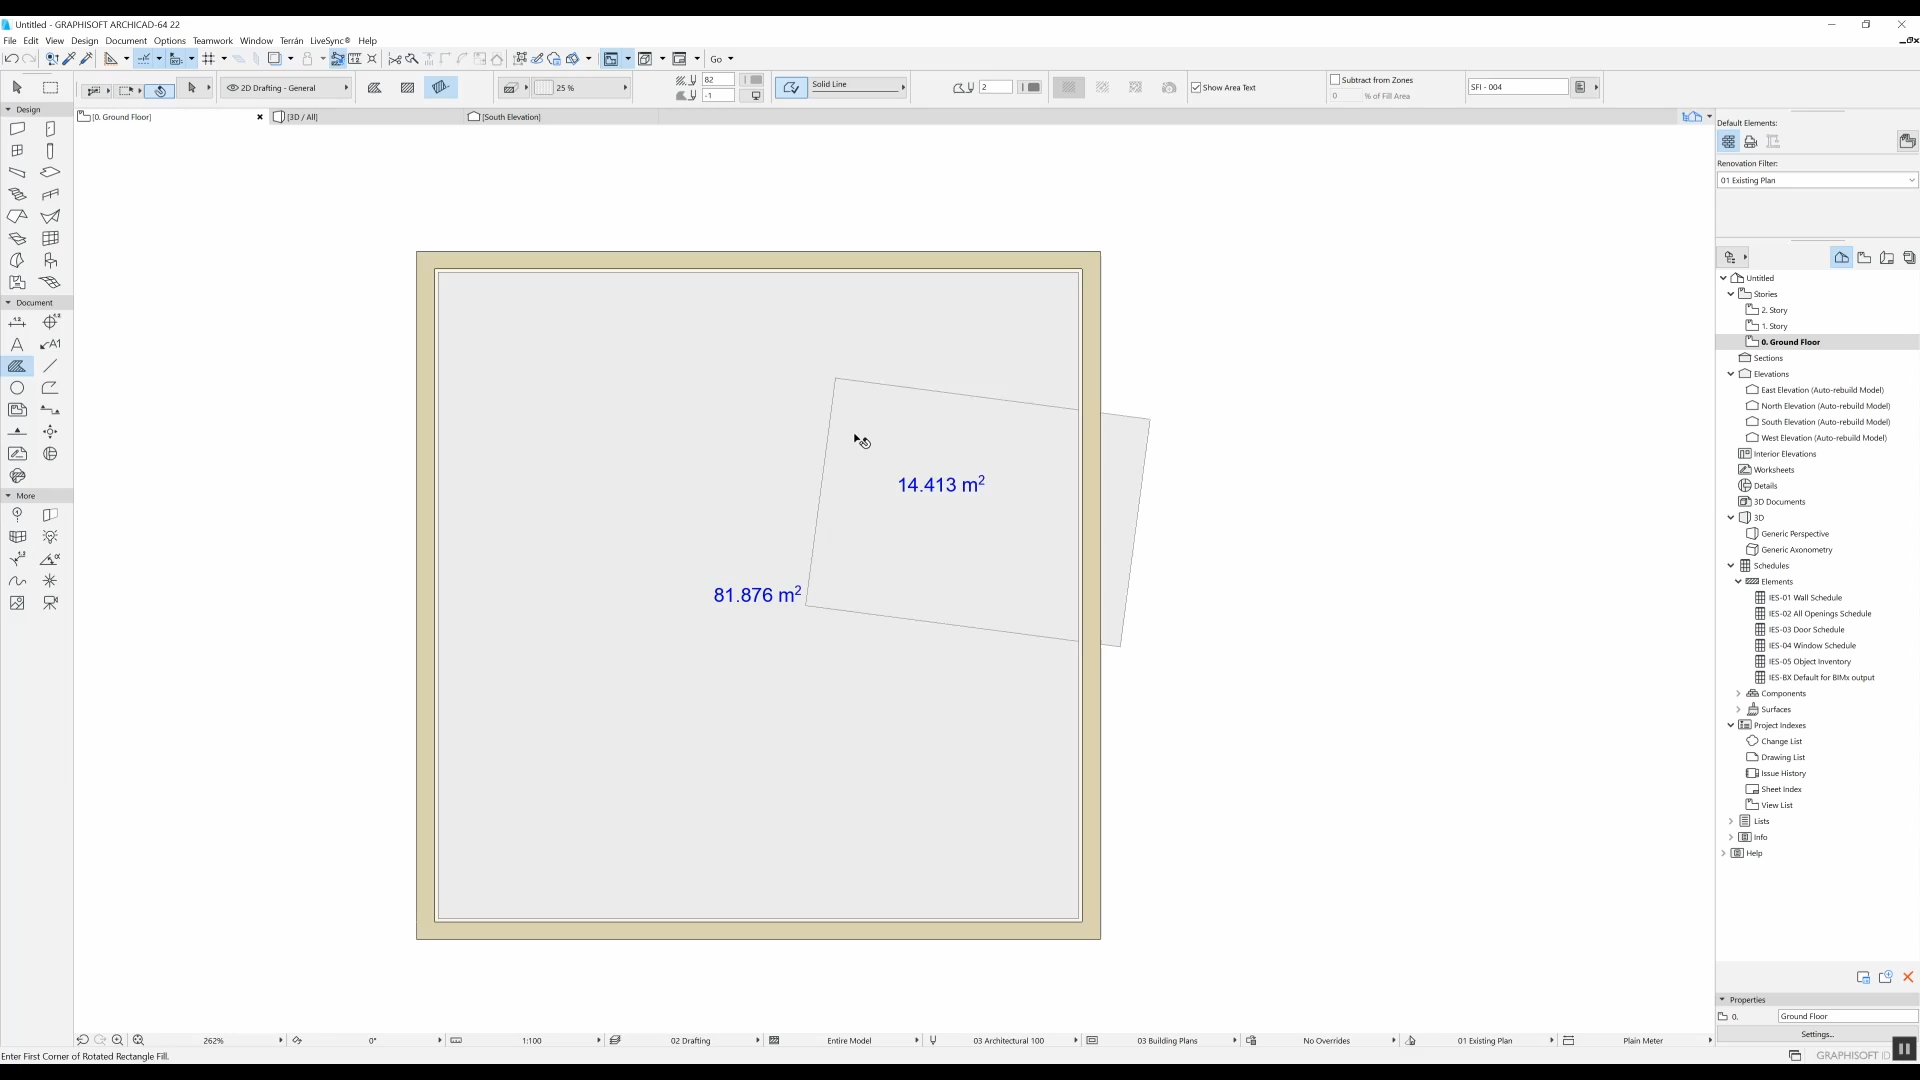 Untitled - GRAPHISOFT ARCHICAD-64 22
File Edit View Design Document Options Teamwork Window Terrán LiveSync® Help
Go
2D Drafting - General
25 %
82
-1
Solid Line
2
Show Area Text
Subtract from Zones
0 % of Fill Area
SFI - 004
[0. Ground Floor]
[3D / All]
[South Elevation]
Design
Document
1.2
1.2
A
A1
More
14.413 m²
81.876 m²
Default Elements:
Renovation Filter:
01 Existing Plan
Untitled
Stories
2. Story
1. Story
0. Ground Floor
Sections
Elevations
East Elevation (Auto-rebuild Model)
North Elevation (Auto-rebuild Model)
South Elevation (Auto-rebuild Model)
West Elevation (Auto-rebuild Model)
Interior Elevations
Worksheets
Details
3D Documents
3D
Generic Perspective
Generic Axonometry
Schedules
Elements
IES-01 Wall Schedule
IES-02 All Openings Schedule
IES-03 Door Schedule
IES-04 Window Schedule
IES-05 Object Inventory
IES-BX Default for BIMx output
Components
Surfaces
Project Indexes
Change List
Drawing List
Issue History
Sheet Index
View List
Lists
Info
Help
Properties
0. Ground Floor
Settings...
262%
0°
1:100
02 Drafting
Entire Model
03 Architectural 100
03 Building Plans
No Overrides
01 Existing Plan
Plain Meter
Enter First Corner of Rotated Rectangle Fill.
GRAPHISOFT ID